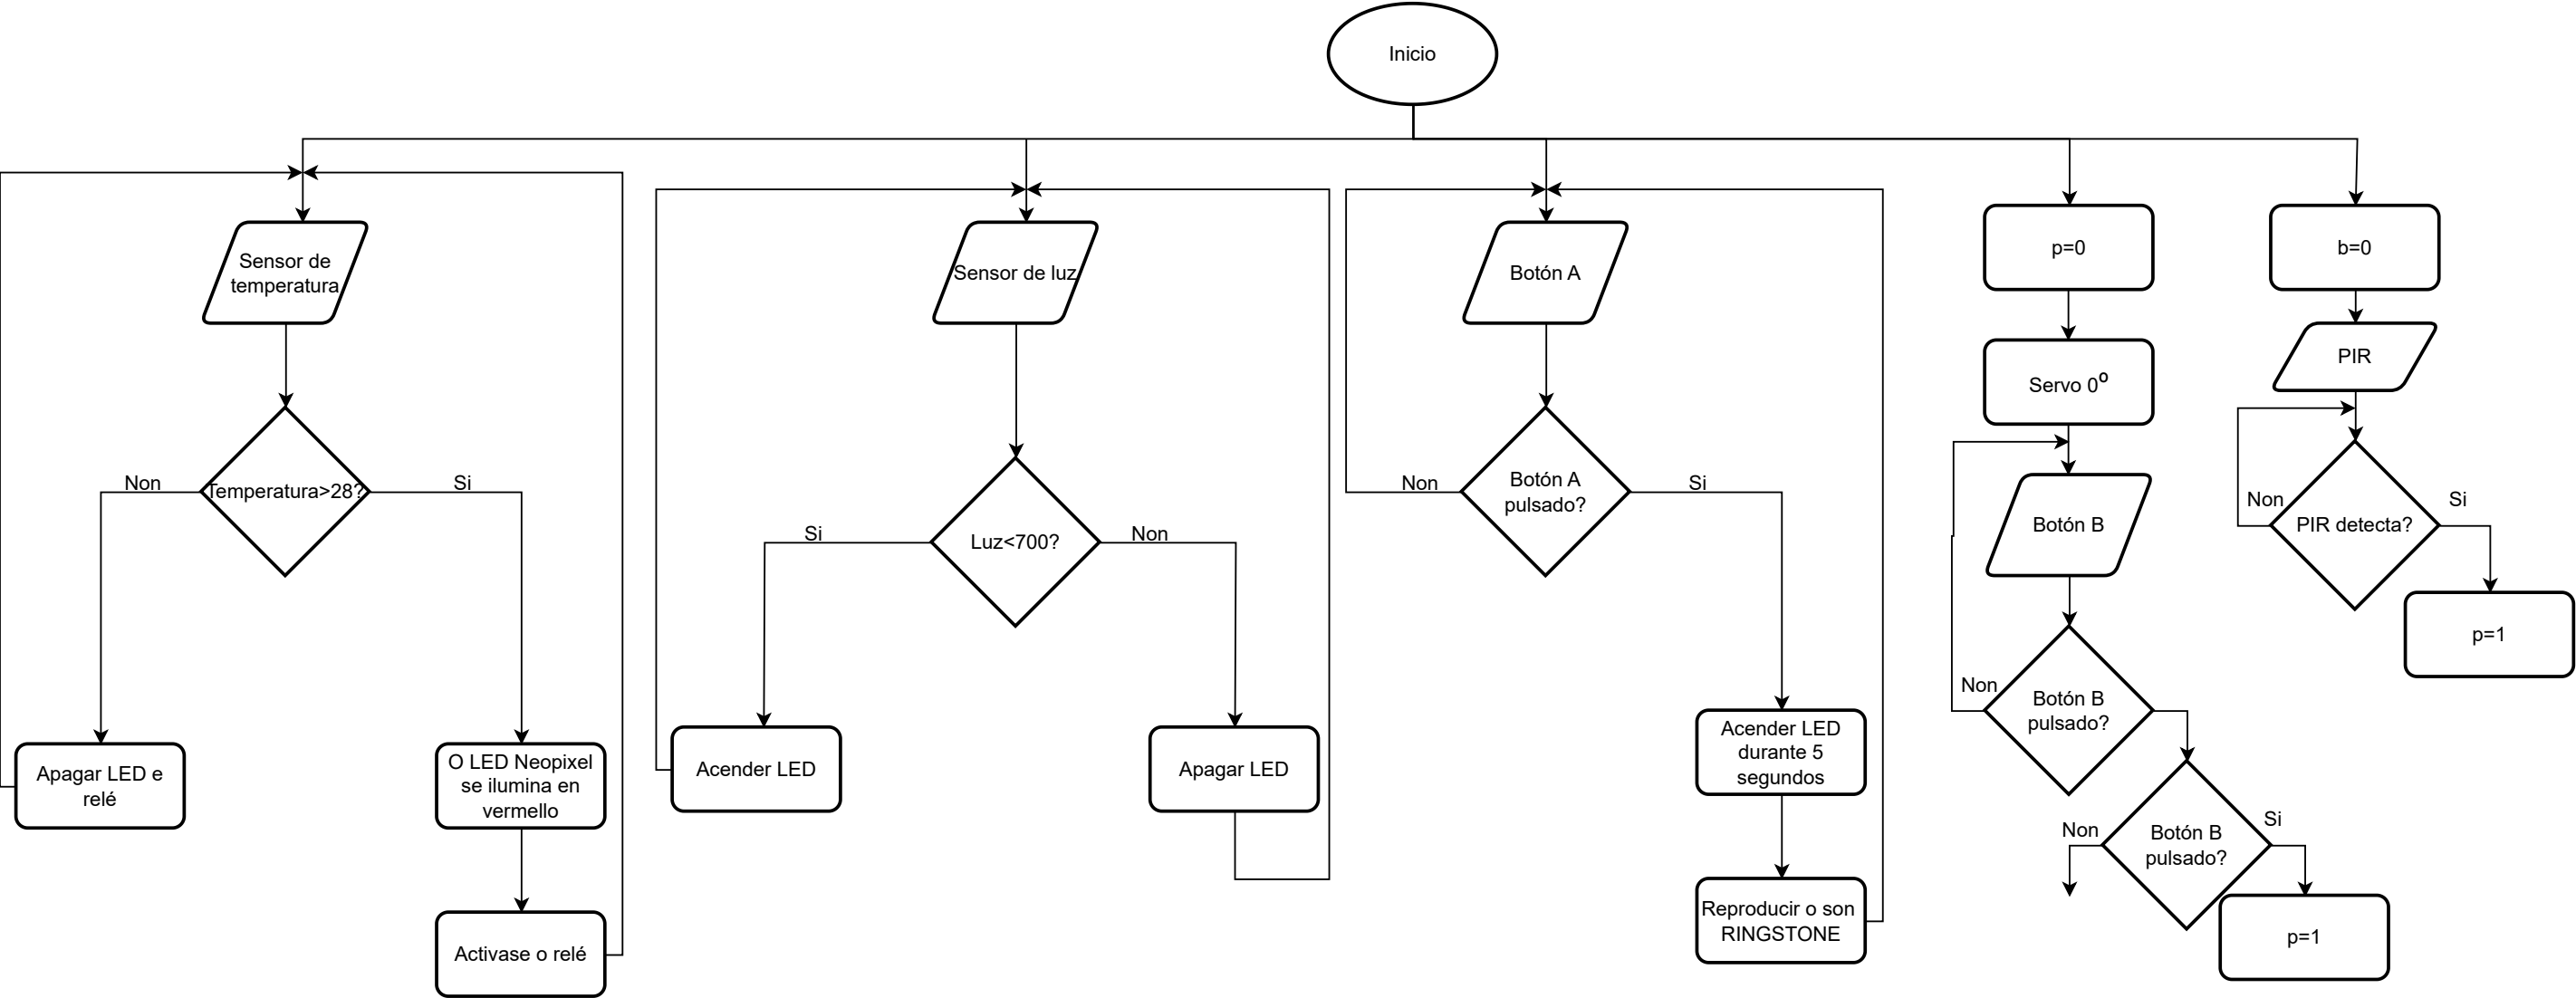 Inicio
Sensor de
temperatura
Temperatura>28?
Non
Si
Apagar LED e
relé
O LED Neopixel
se ilumina en
vermello
Activase o relé
Sensor de luz
Luz<700?
Si
Non
Acender LED
Apagar LED
Botón A
Botón A
pulsado?
Non
Si
Acender LED
durante 5
segundos
Reproducir o son
RINGSTONE
p=0
Servo 0º
Botón B
Botón B
pulsado?
Non
Botón B
pulsado?
Non
Si
p=1
b=0
PIR
PIR detecta?
Non
Si
p=1